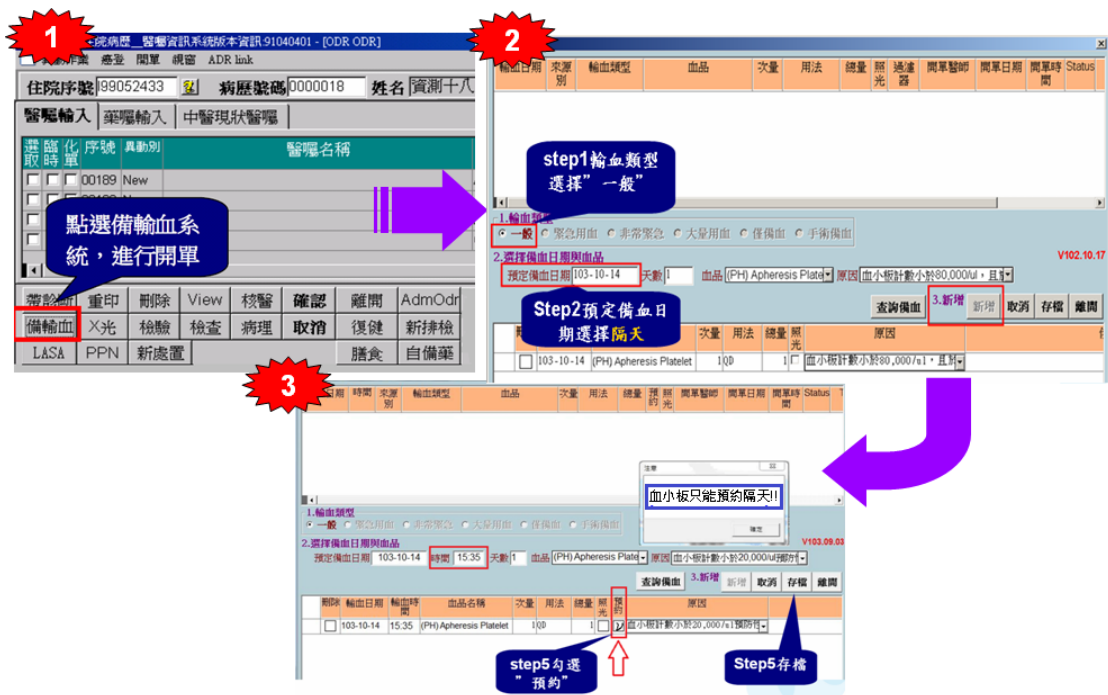 1
住院病歷__醫囑資訊系統版本資訊:91040401 - [ODR ODR]
癌登 開單 視窗 ADR link
住院序號 I99052433 病歷號碼 0000018 姓名 資測十八
醫囑輸入 藥囑輸入 中醫現狀醫囑
選取 臨時 化單 序號 異動別 醫囑名稱
00189 New
點選備輸血系
統，進行開單
帶診斷 重印 刪除 View 核醫 確認 離開 AdmOdr
備輸血 X光 檢驗 檢查 病理 取消 復健 新排檢
LASA PPN 新處置 膳食 自備藥
2
輸血日期 來源別 輸血類型 血品 次量 用法 總量 照光 過濾器 開單醫師 開單日期 開單時間 Status
step1輸血類型
選擇”一般”
1.輸血類型
一般 緊急用血 非常緊急 大量用血 僅備血 手術備血
2.選擇備血日期與血品 V102.10.17
預定備血日期 103-10-14 天數 1 血品 (PH) Apheresis Plate 原因 血小板計數小於80,000/ul，且
Step2預定備血日
期選擇隔天
查詢備血 3.新增 新增 取消 存檔 離開
次量 用法 總量 照光 原因
103-10-14 (PH) Apheresis Platelet 1 QD 1 血小板計數小於80,000/ul，且
3
日期 時間 來源別 輸血類型 血品 次量 用法 總量 預約 照光 開單醫師 開單日期 開單時間 Status
注意
血小板只能預約隔天!!
確定
1.輸血類型
一般 緊急用血 非常緊急 大量用血 僅備血 手術備血
2.選擇備血日期與血品 V103.09.03
預定備血日期 103-10-14 時間 15:35 天數 1 血品 (PH) Apheresis Plate 原因 血小板計數小於20,000/ul預防性
查詢備血 3.新增 新增 取消 存檔 離開
刪除 輸血日期 輸血時間 血品名稱 次量 用法 總量 照光 預約 原因
103-10-14 15:35 (PH) Apheresis Platelet 1 QD 1 血小板計數小於20,000/ul預防性
step5勾選
”預約”
Step5存檔